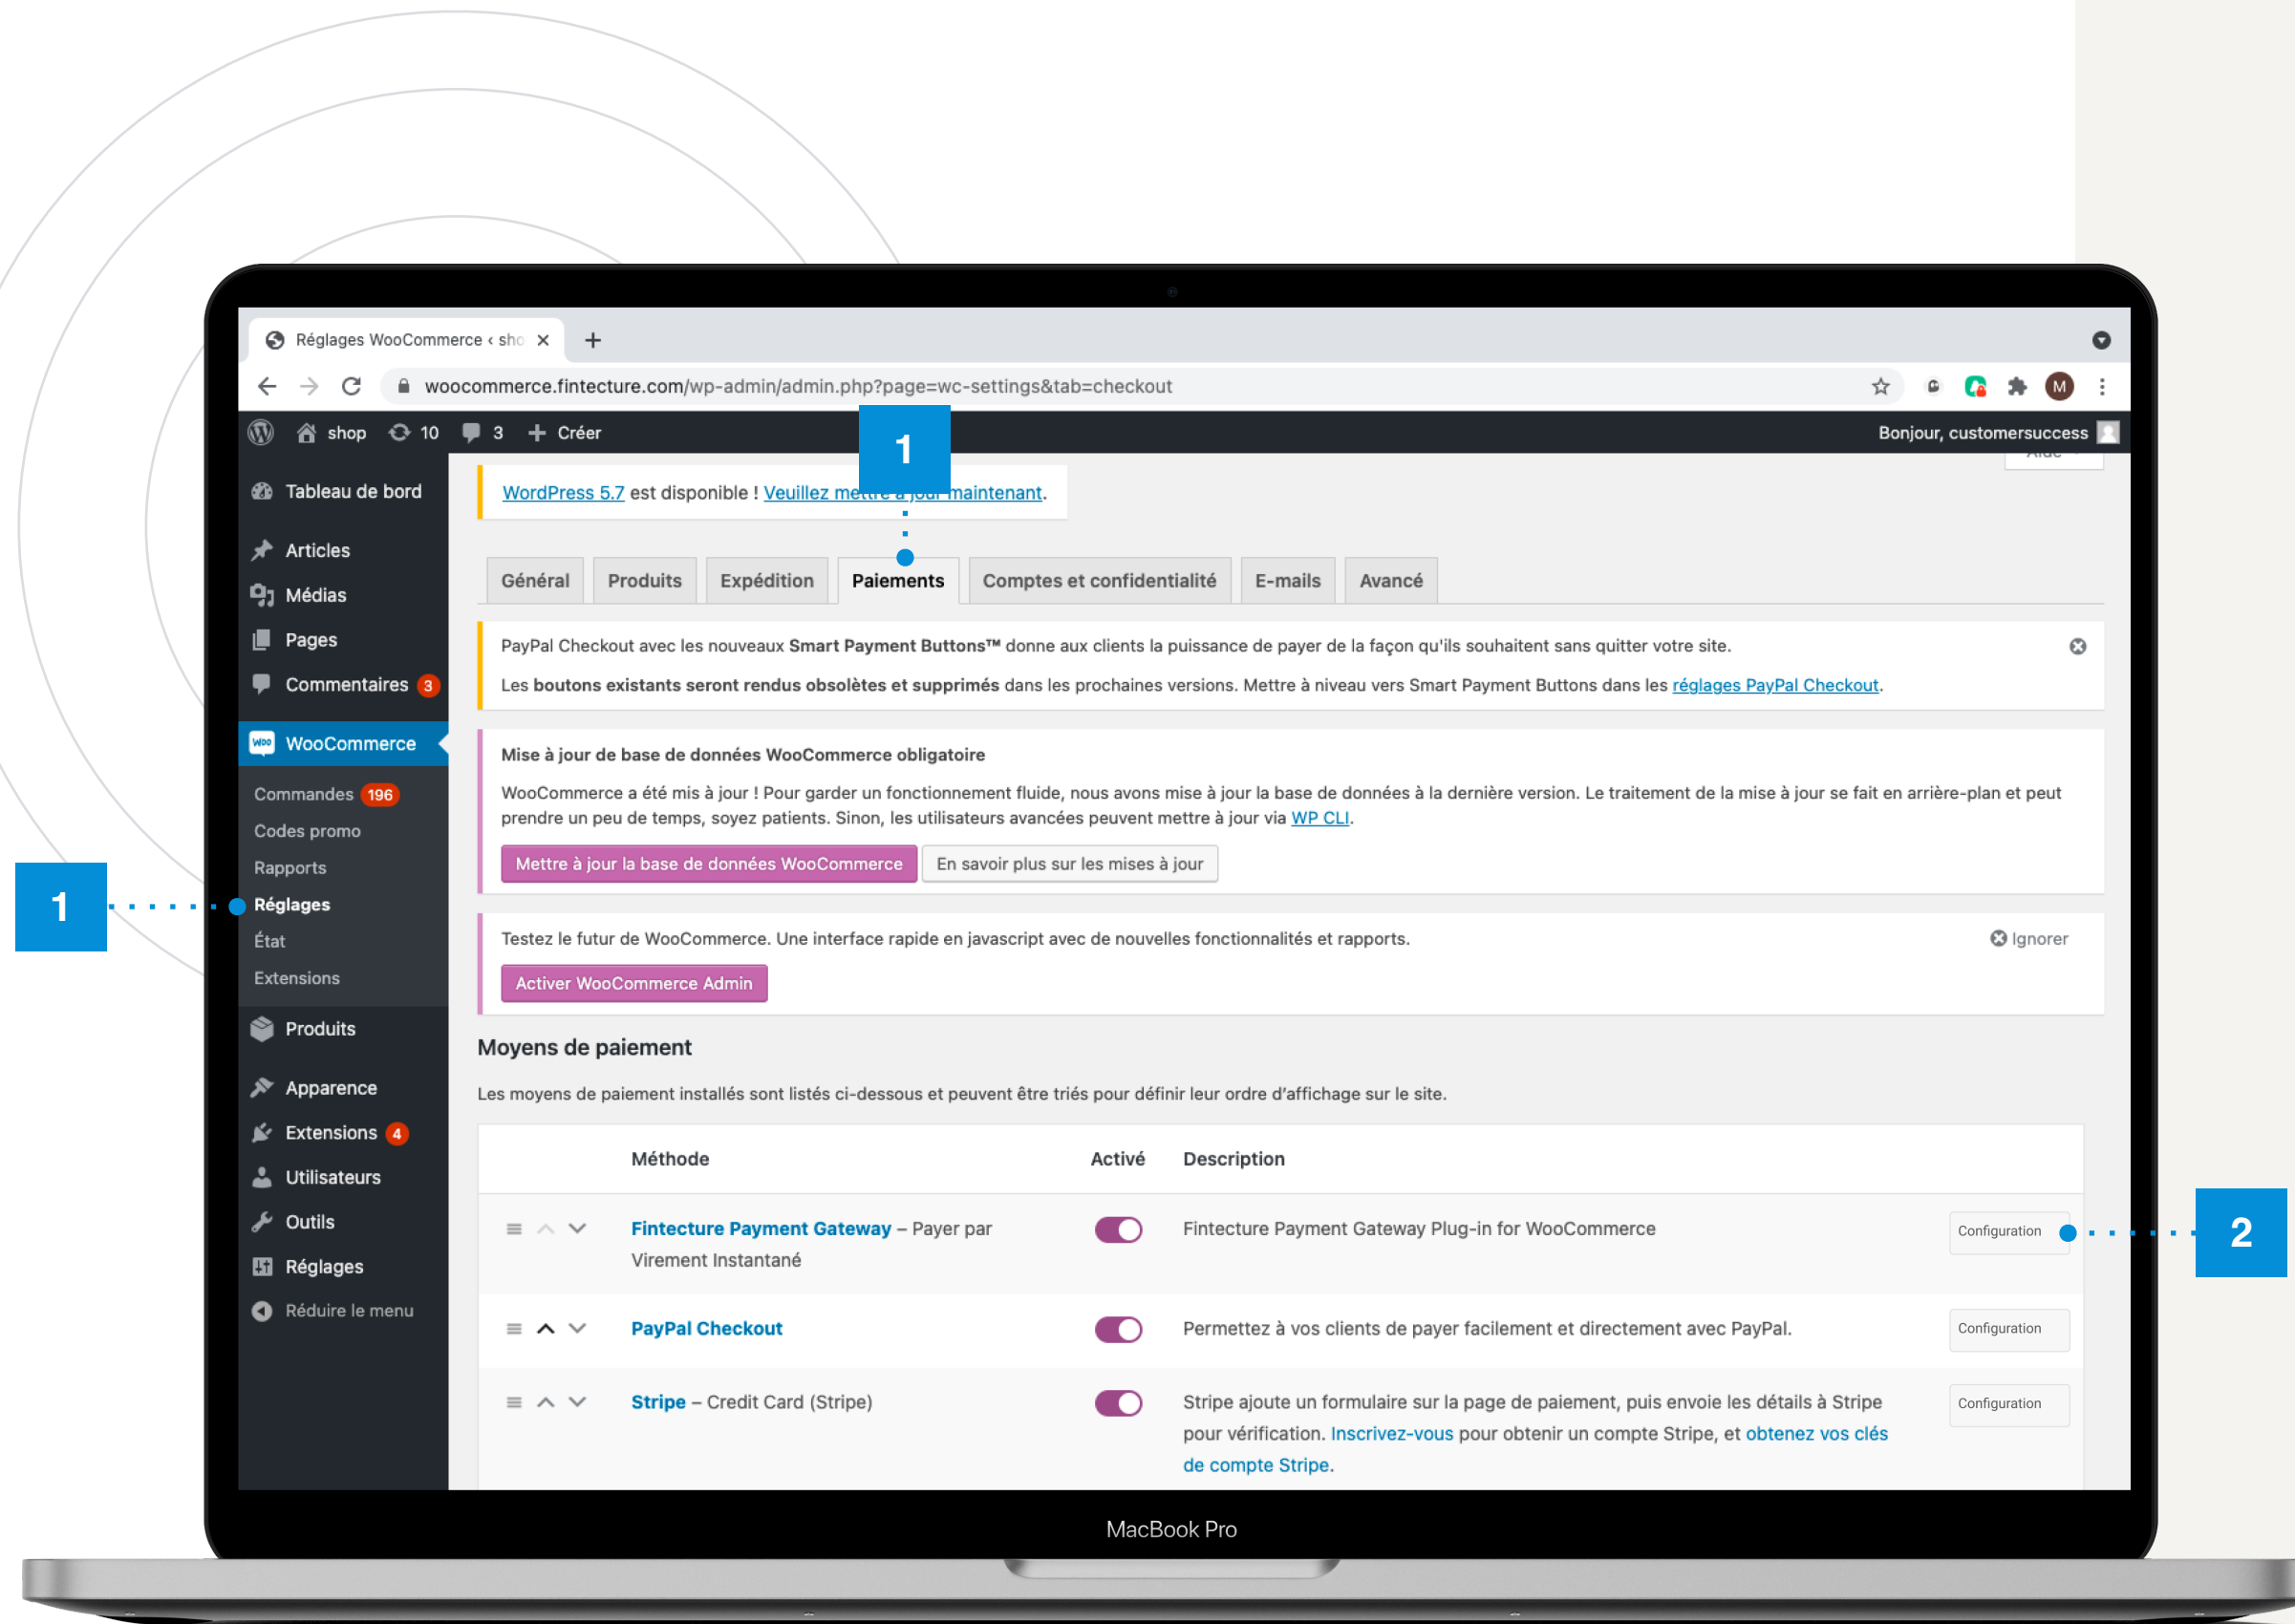 Réglages WooCommerce ‹ sho
woocommerce.fintecture.com/wp-admin/admin.php?page=wc-settings&tab=checkout
M
shop 10 3 + Créer
Bonjour, customersuccess
1
WordPress 5.7 est disponible ! Veuillez mettre à jour maintenant.
Tableau de bord
Articles
Médias
Pages
Commentaires 3
Woo WooCommerce
Commandes 196
Codes promo
Rapports
1
Réglages
État
Extensions
Produits
Apparence
Extensions 4
Utilisateurs
Outils
Réglages
Réduire le menu
Général Produits Expédition Paiements Comptes et confidentialité E-mails Avancé
PayPal Checkout avec les nouveaux Smart Payment Buttons™ donne aux clients la puissance de payer de la façon qu'ils souhaitent sans quitter votre site.
Les boutons existants seront rendus obsolètes et supprimés dans les prochaines versions. Mettre à niveau vers Smart Payment Buttons dans les réglages PayPal Checkout.
Mise à jour de base de données WooCommerce obligatoire
WooCommerce a été mis à jour ! Pour garder un fonctionnement fluide, nous avons mise à jour la base de données à la dernière version. Le traitement de la mise à jour se fait en arrière-plan et peut
prendre un peu de temps, soyez patients. Sinon, les utilisateurs avancées peuvent mettre à jour via WP CLI.
Mettre à jour la base de données WooCommerce
En savoir plus sur les mises à jour
Testez le futur de WooCommerce. Une interface rapide en javascript avec de nouvelles fonctionnalités et rapports.
Ignorer
Activer WooCommerce Admin
Moyens de paiement
Les moyens de paiement installés sont listés ci-dessous et peuvent être triés pour définir leur ordre d’affichage sur le site.
Méthode Activé Description
Fintecture Payment Gateway – Payer par
Virement Instantané
Fintecture Payment Gateway Plug-in for WooCommerce
Configuration
2
PayPal Checkout
Permettez à vos clients de payer facilement et directement avec PayPal.
Configuration
Stripe – Credit Card (Stripe)
Stripe ajoute un formulaire sur la page de paiement, puis envoie les détails à Stripe
pour vérification. Inscrivez-vous pour obtenir un compte Stripe, et obtenez vos clés
de compte Stripe.
Configuration
MacBook Pro